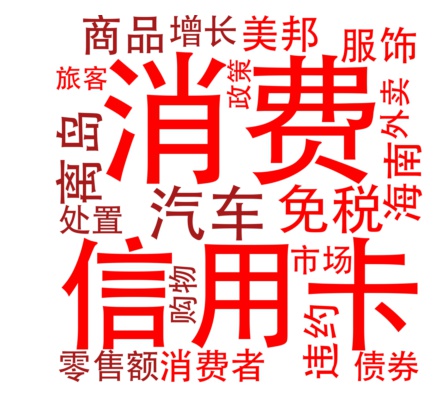 商品
增长
美邦
服饰
旅客
消费
政策
外卖
离岛
处置
汽车
免税
海南
信用卡
购物
市场
违约
零售额
消费者
债券